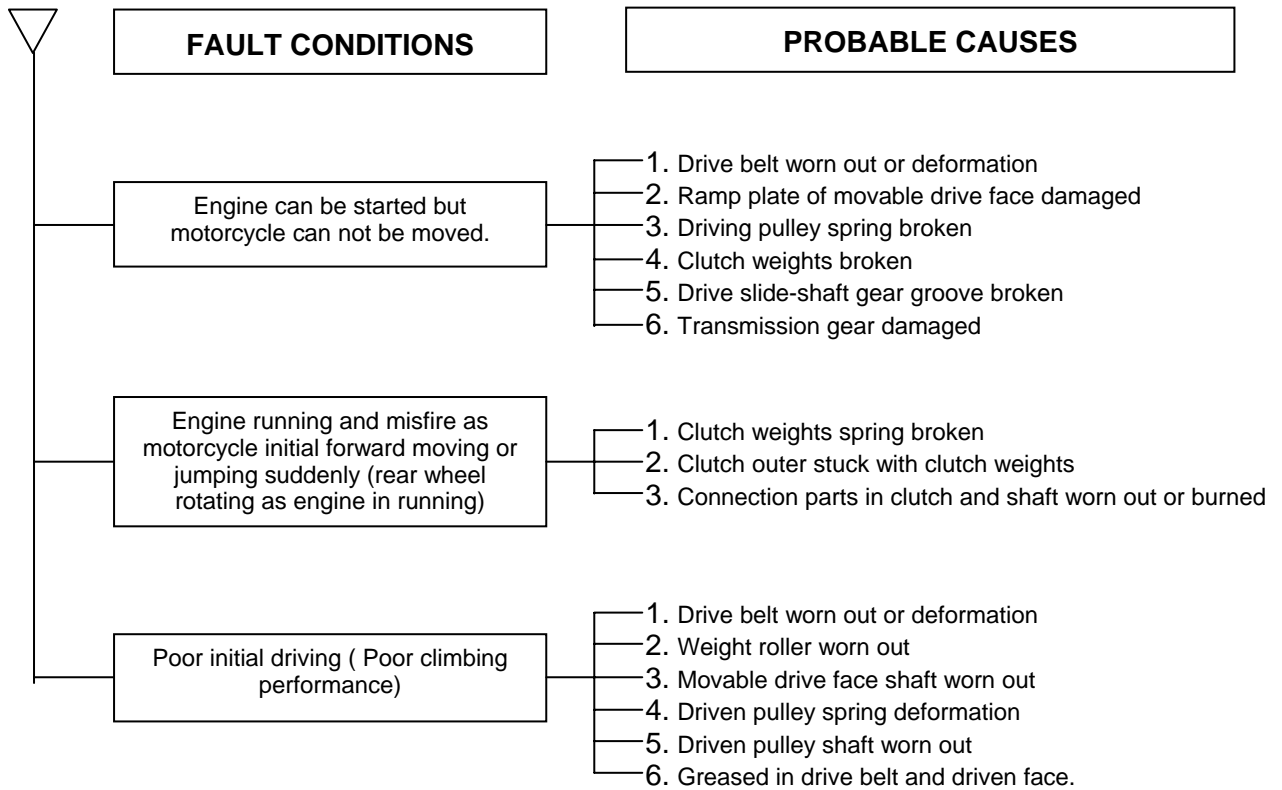 FAULT CONDITIONS
PROBABLE CAUSES
Engine can be started but
motorcycle can not be moved.
1. Drive belt worn out or deformation
2. Ramp plate of movable drive face damaged
3. Driving pulley spring broken
4. Clutch weights broken
5. Drive slide-shaft gear groove broken
6. Transmission gear damaged
Engine running and misfire as
motorcycle initial forward moving or
jumping suddenly (rear wheel
rotating as engine in running)
1. Clutch weights spring broken
2. Clutch outer stuck with clutch weights
3. Connection parts in clutch and shaft worn out or burned
Poor initial driving ( Poor climbing
performance)
1. Drive belt worn out or deformation
2. Weight roller worn out
3. Movable drive face shaft worn out
4. Driven pulley spring deformation
5. Driven pulley shaft worn out
6. Greased in drive belt and driven face.